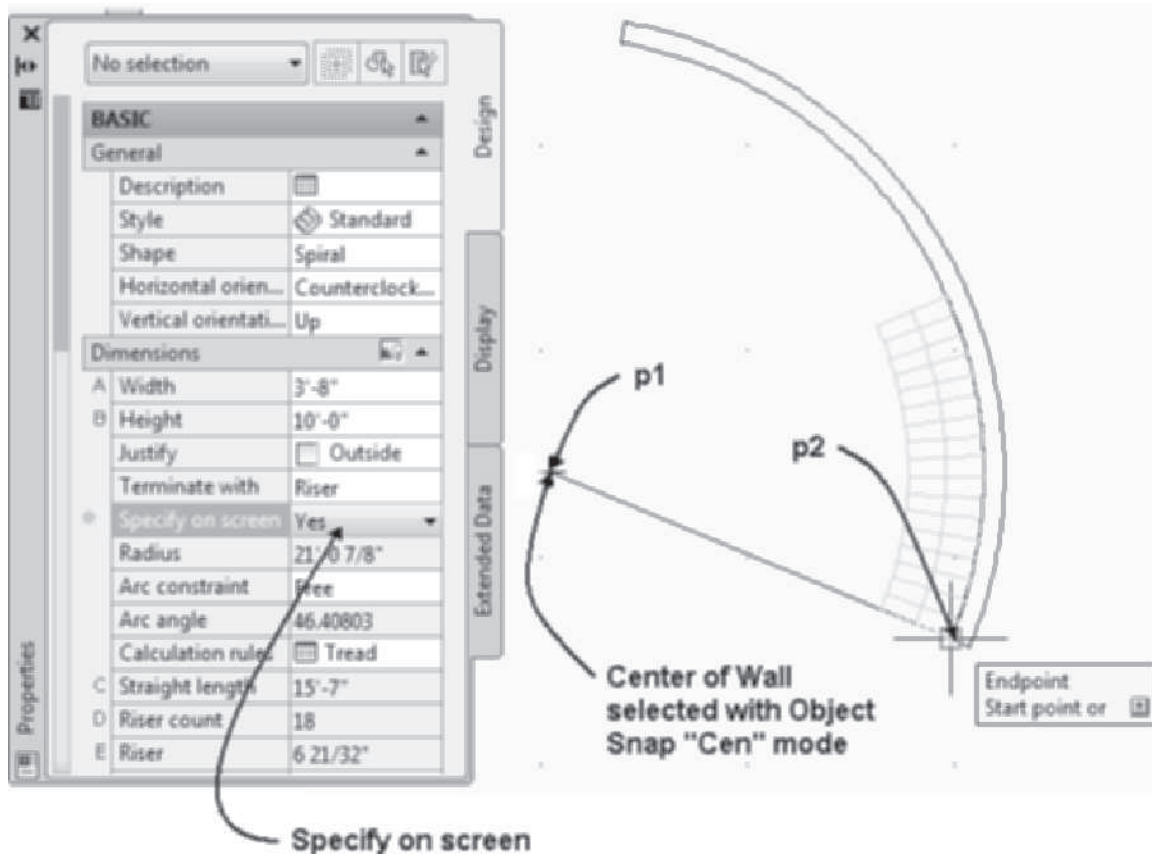 No selection
BASIC
General
Description
Style Standard
Shape Spiral
Horizontal orien... Counterclock...
Vertical orientati... Up
Dimensions
A Width 3'-8"
B Height 10'-0"
Justify Outside
Terminate with Riser
Specify on screen Yes
Radius 21'-0 7/8"
Arc constraint Free
Arc angle 46.40803
Calculation rules Tread
C Straight length 15'-7"
D Riser count 18
E Riser 6 21/32"
Properties
Design
Display
Extended Data
p1
p2
Center of Wall
selected with Object
Snap "Cen" mode
Endpoint
Start point or
Specify on screen